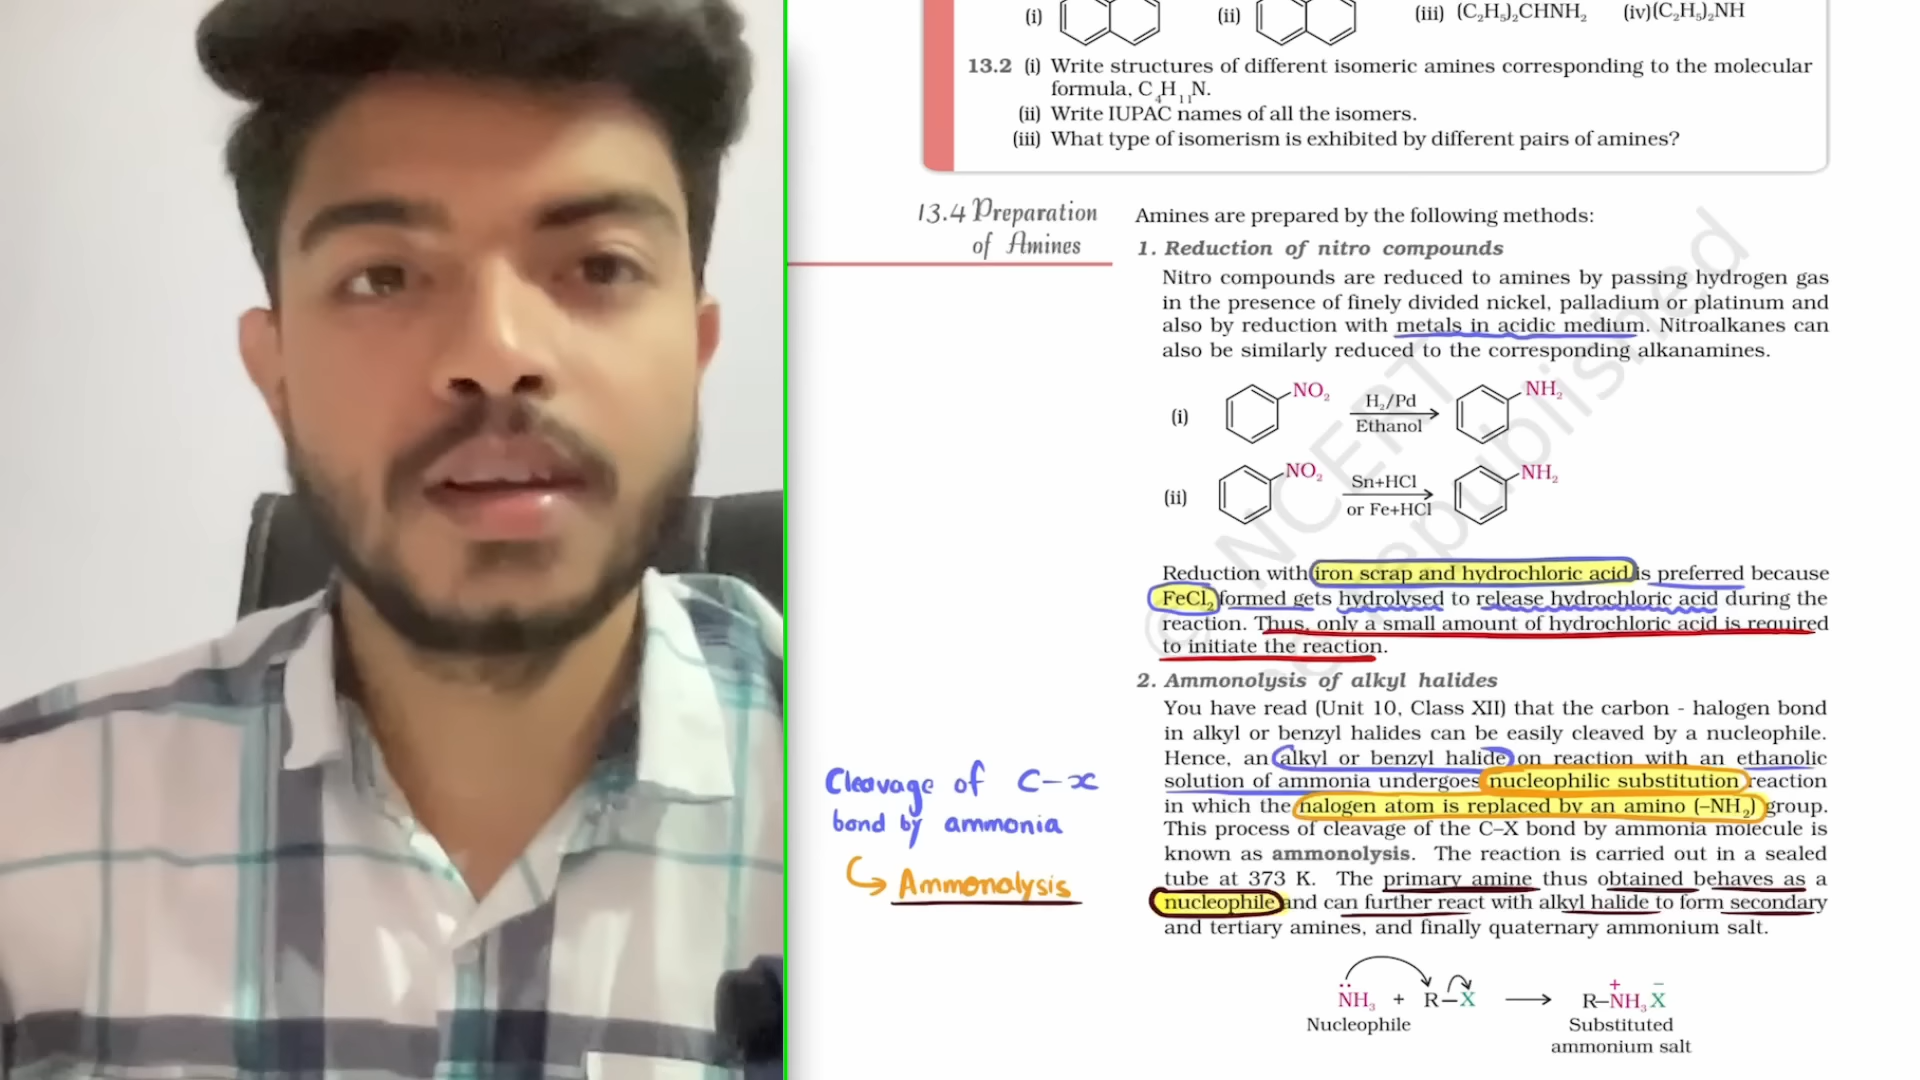 (i) (ii) (iii) (C₂H₅)₂CHNH₂ (iv)(C₂H₅)₂NH
13.2 (i) Write structures of different isomeric amines corresponding to the molecular
formula, C₄H₁₁N.
(ii) Write IUPAC names of all the isomers.
(iii) What type of isomerism is exhibited by different pairs of amines?
13.4 Preparation
of Amines
Amines are prepared by the following methods:
1. Reduction of nitro compounds
Nitro compounds are reduced to amines by passing hydrogen gas
in the presence of finely divided nickel, palladium or platinum and
also by reduction with metals in acidic medium. Nitroalkanes can
also be similarly reduced to the corresponding alkanamines.
(i) NO₂ H₂/Pd NH₂
Ethanol
(ii) NO₂ Sn+HCl NH₂
or Fe+HCl
Reduction with iron scrap and hydrochloric acid is preferred because
FeCl₂ formed gets hydrolysed to release hydrochloric acid during the
reaction. Thus, only a small amount of hydrochloric acid is required
to initiate the reaction.
2. Ammonolysis of alkyl halides
You have read (Unit 10, Class XII) that the carbon - halogen bond
in alkyl or benzyl halides can be easily cleaved by a nucleophile.
Hence, an alkyl or benzyl halide on reaction with an ethanolic
solution of ammonia undergoes nucleophilic substitution reaction
in which the halogen atom is replaced by an amino (–NH₂) group.
This process of cleavage of the C–X bond by ammonia molecule is
known as ammonolysis. The reaction is carried out in a sealed
tube at 373 K. The primary amine thus obtained behaves as a
nucleophile and can further react with alkyl halide to form secondary
and tertiary amines, and finally quaternary ammonium salt.
Cleavage of C-x
bond by ammonia
Ammonolysis
N̈H₃ + R–X R–N⁺H₃X⁻
Nucleophile Substituted
ammonium salt
© NCERT
republished